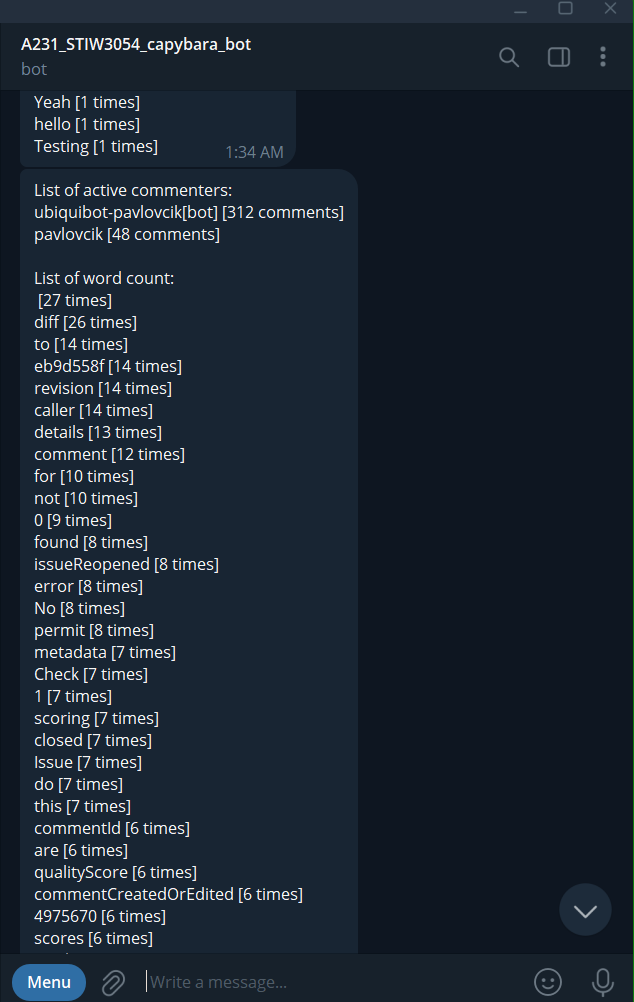 A231_STIW3054_capybara_bot
bot
Yeah [1 times]
hello [1 times]
Testing [1 times]
1:34 AM
List of active commenters:
ubiquibot-pavlovcik[bot] [312 comments]
pavlovcik [48 comments]
List of word count:
[27 times]
diff [26 times]
to [14 times]
eb9d558f [14 times]
revision [14 times]
caller [14 times]
details [13 times]
comment [12 times]
for [10 times]
not [10 times]
0 [9 times]
found [8 times]
issueReopened [8 times]
error [8 times]
No [8 times]
permit [8 times]
metadata [7 times]
Check [7 times]
1 [7 times]
scoring [7 times]
closed [7 times]
Issue [7 times]
do [7 times]
this [7 times]
commentId [6 times]
are [6 times]
qualityScore [6 times]
commentCreatedOrEdited [6 times]
4975670 [6 times]
scores [6 times]
Menu
Write a message...